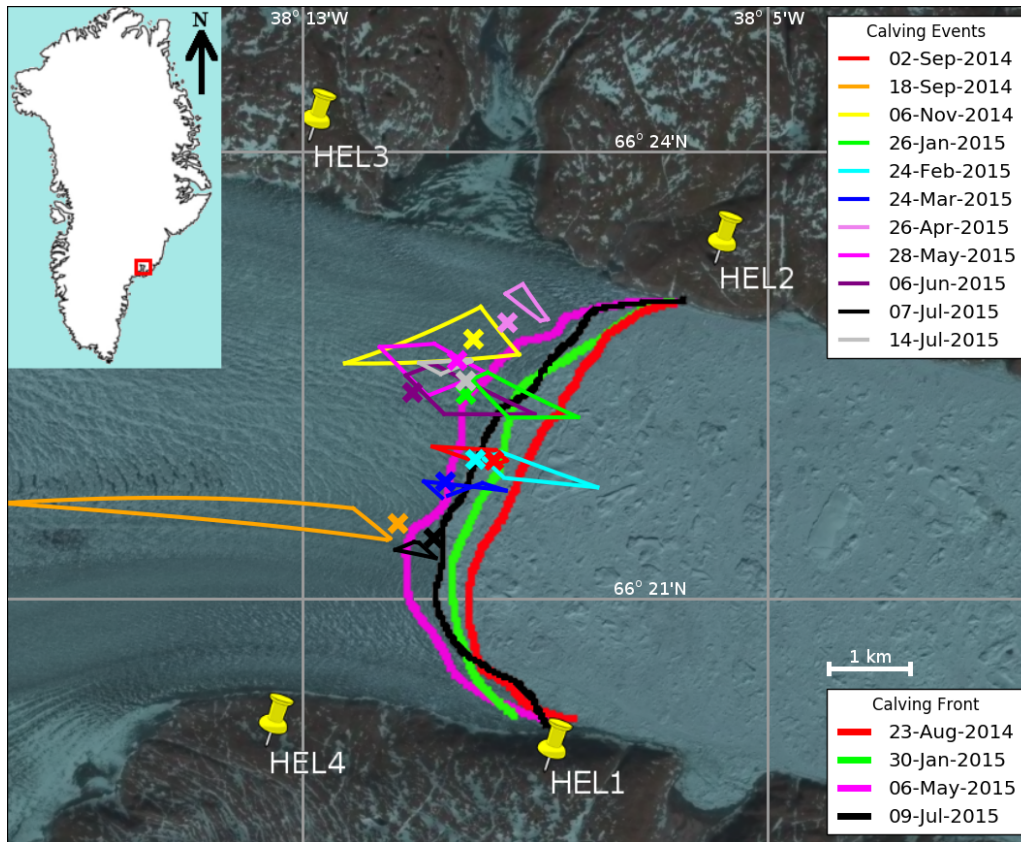 N
38° 13'W
38° 5'W
66° 24'N
HEL3
HEL2
66° 21'N
1 km
HEL4
HEL1
Calving Events
02-Sep-2014
18-Sep-2014
06-Nov-2014
26-Jan-2015
24-Feb-2015
24-Mar-2015
26-Apr-2015
28-May-2015
06-Jun-2015
07-Jul-2015
14-Jul-2015
Calving Front
23-Aug-2014
30-Jan-2015
06-May-2015
09-Jul-2015